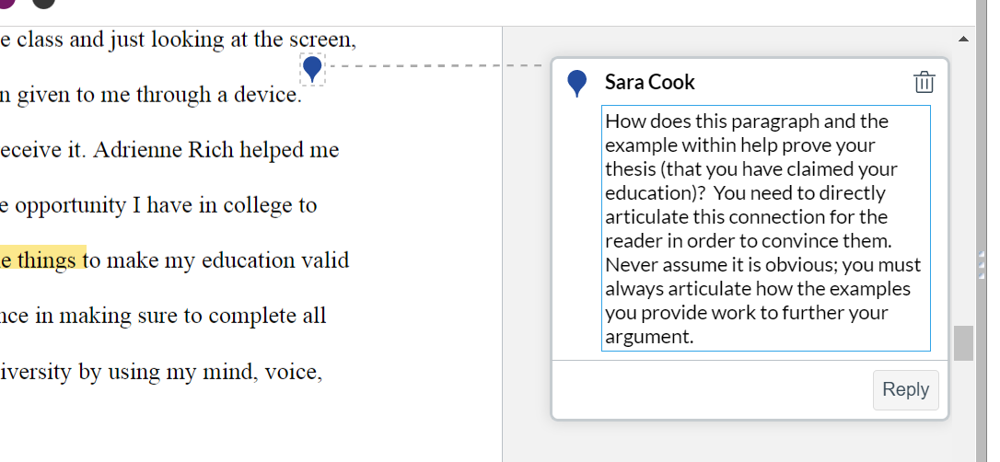 e class and just looking at the screen,
n given to me through a device.
eceive it. Adrienne Rich helped me
e opportunity I have in college to
e things to make my education valid
nce in making sure to complete all
iversity by using my mind, voice,
Sara Cook
How does this paragraph and the
example within help prove your
thesis (that you have claimed your
education)?  You need to directly
articulate this connection for the
reader in order to convince them.
Never assume it is obvious; you must
always articulate how the examples
you provide work to further your
argument.
Reply